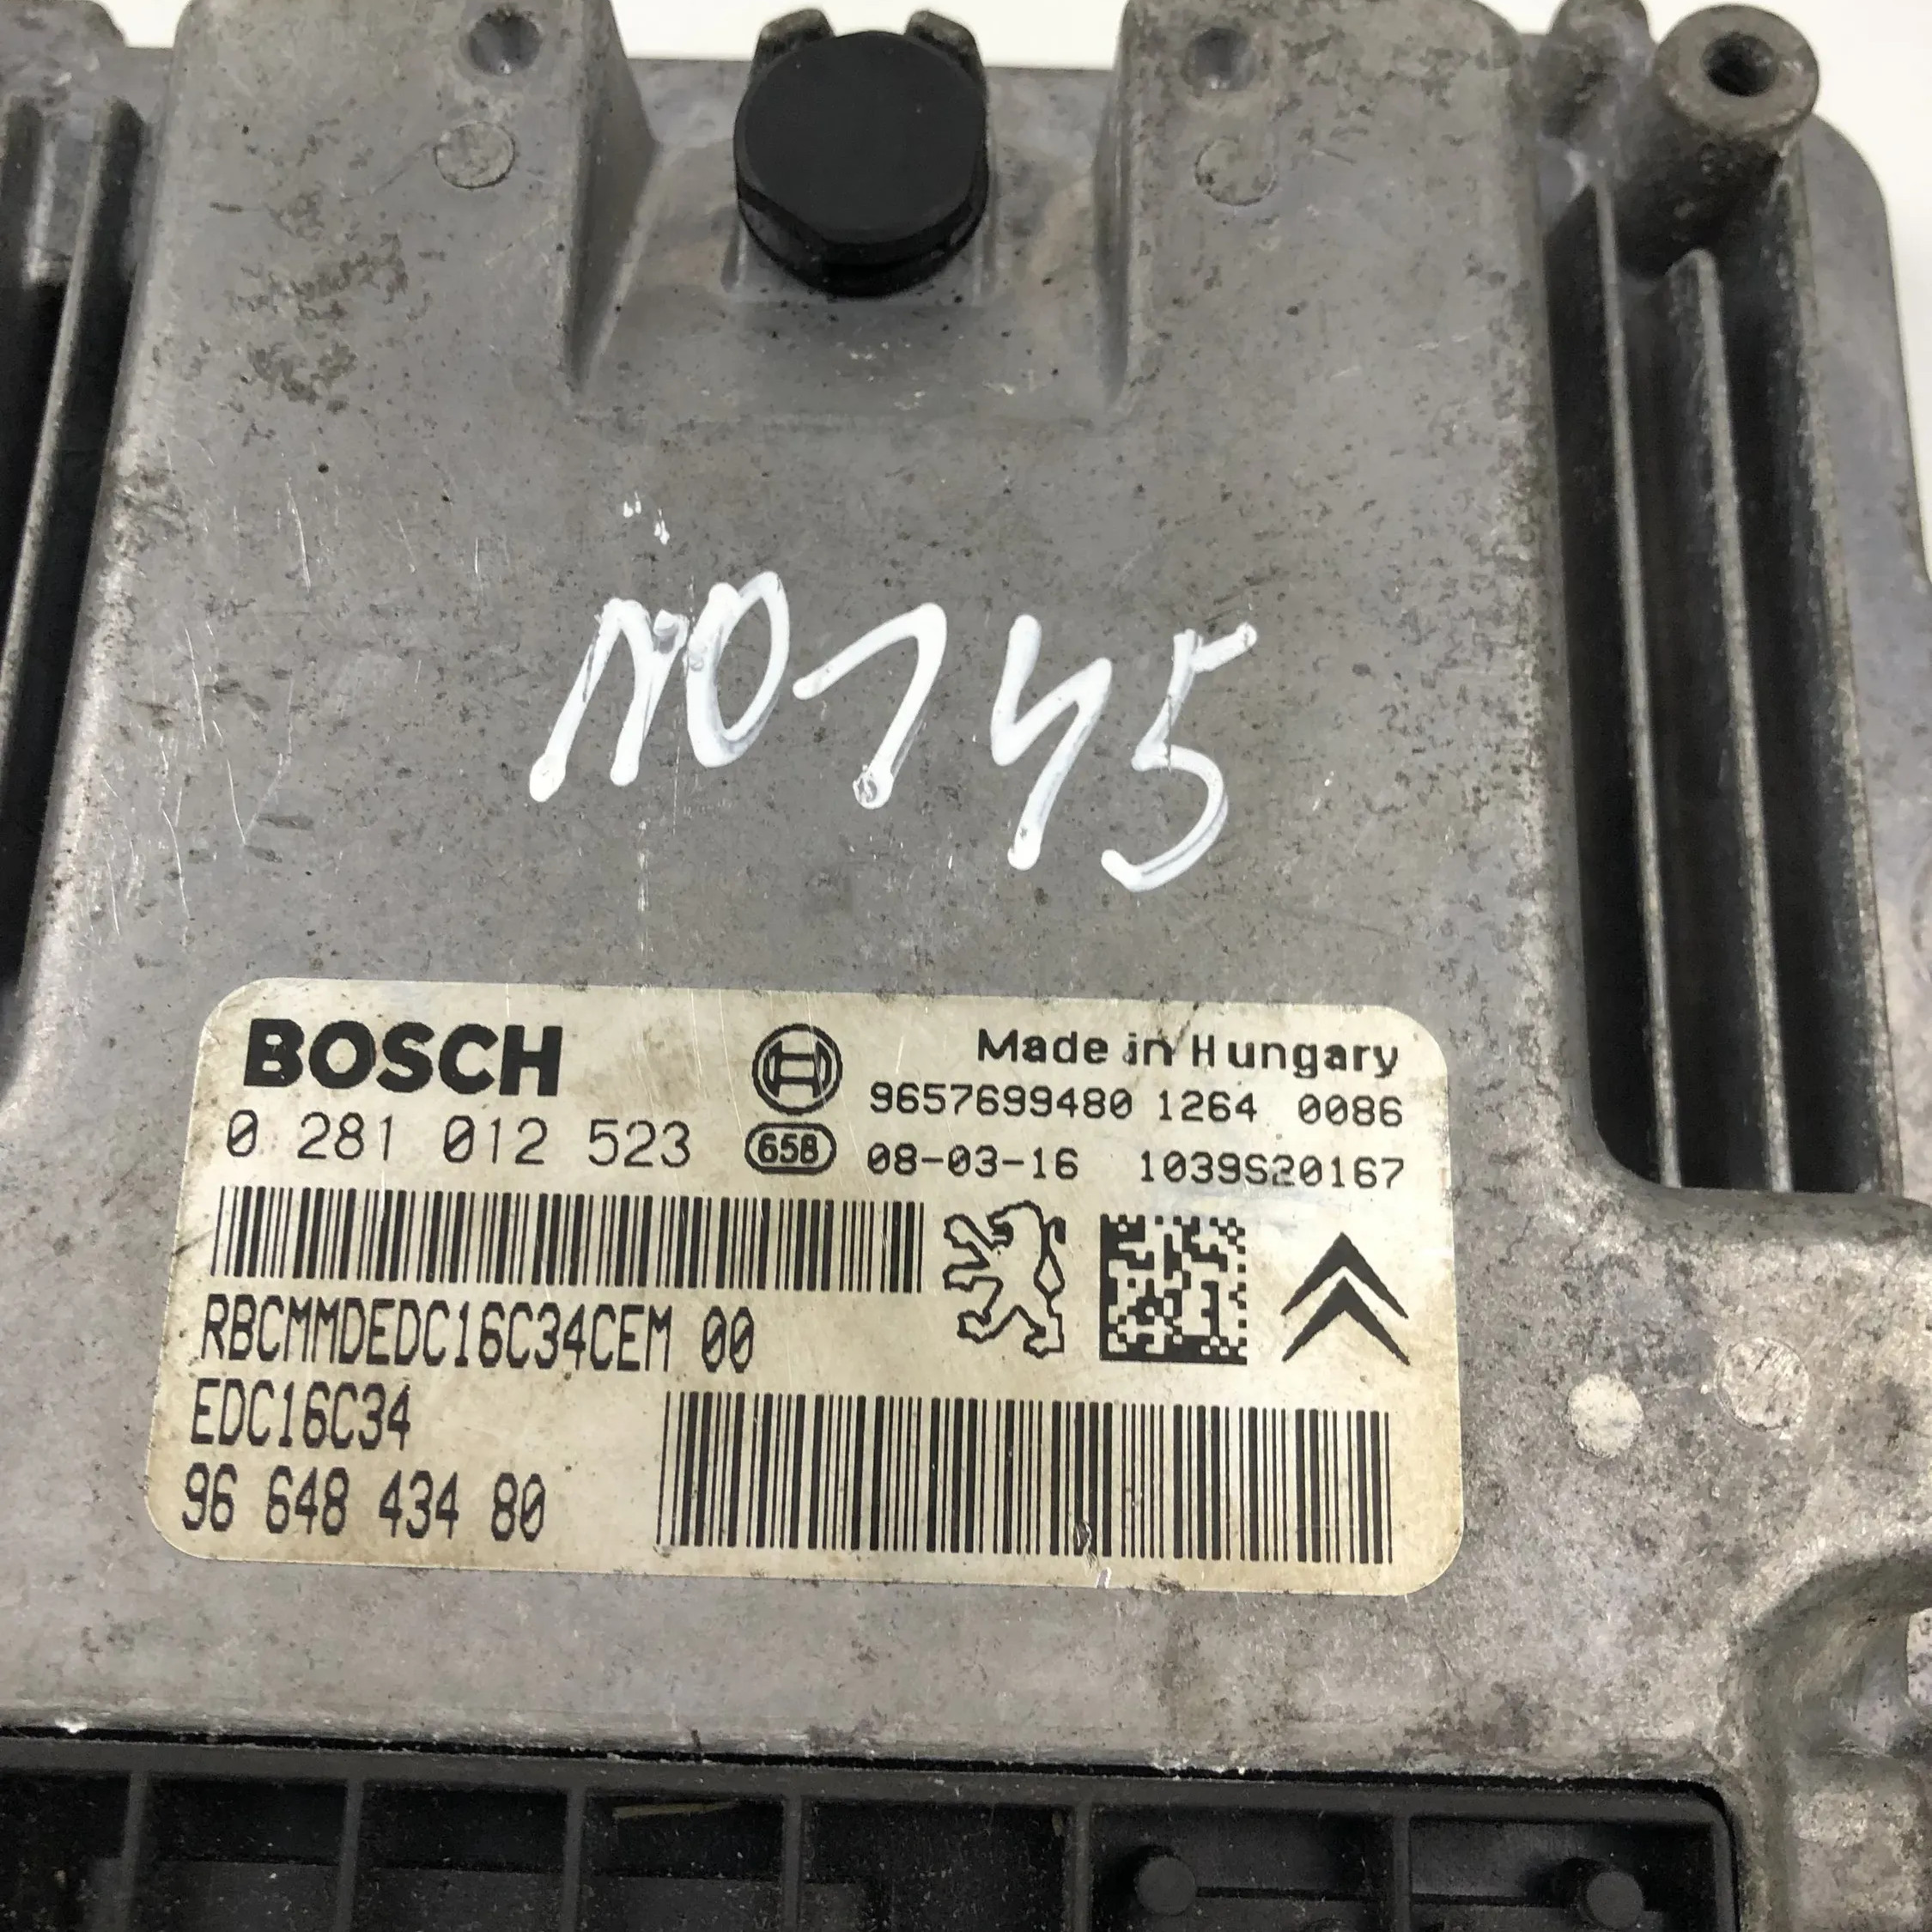 NO145
BOSCH
Made in Hungary
9657699480 1264 0086
0 281 012 523
658
08-03-16 1039S20167
RBCMMDEDC16C34CEM 00
EDC16C34
96 648 434 80